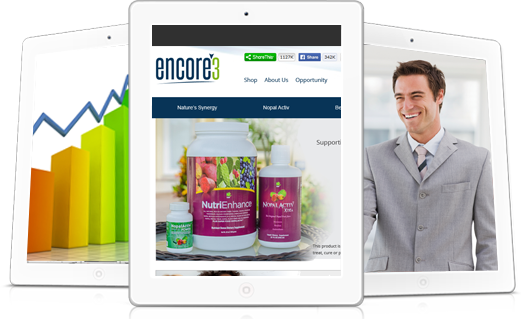 encore3
ShareThis 1127K Share 342K
Shop About Us Opportunity
Nature's Synergy Nopal Activ Be
Supporti
NutriEnhance
Nopal Activ
This product is
treat, cure or p